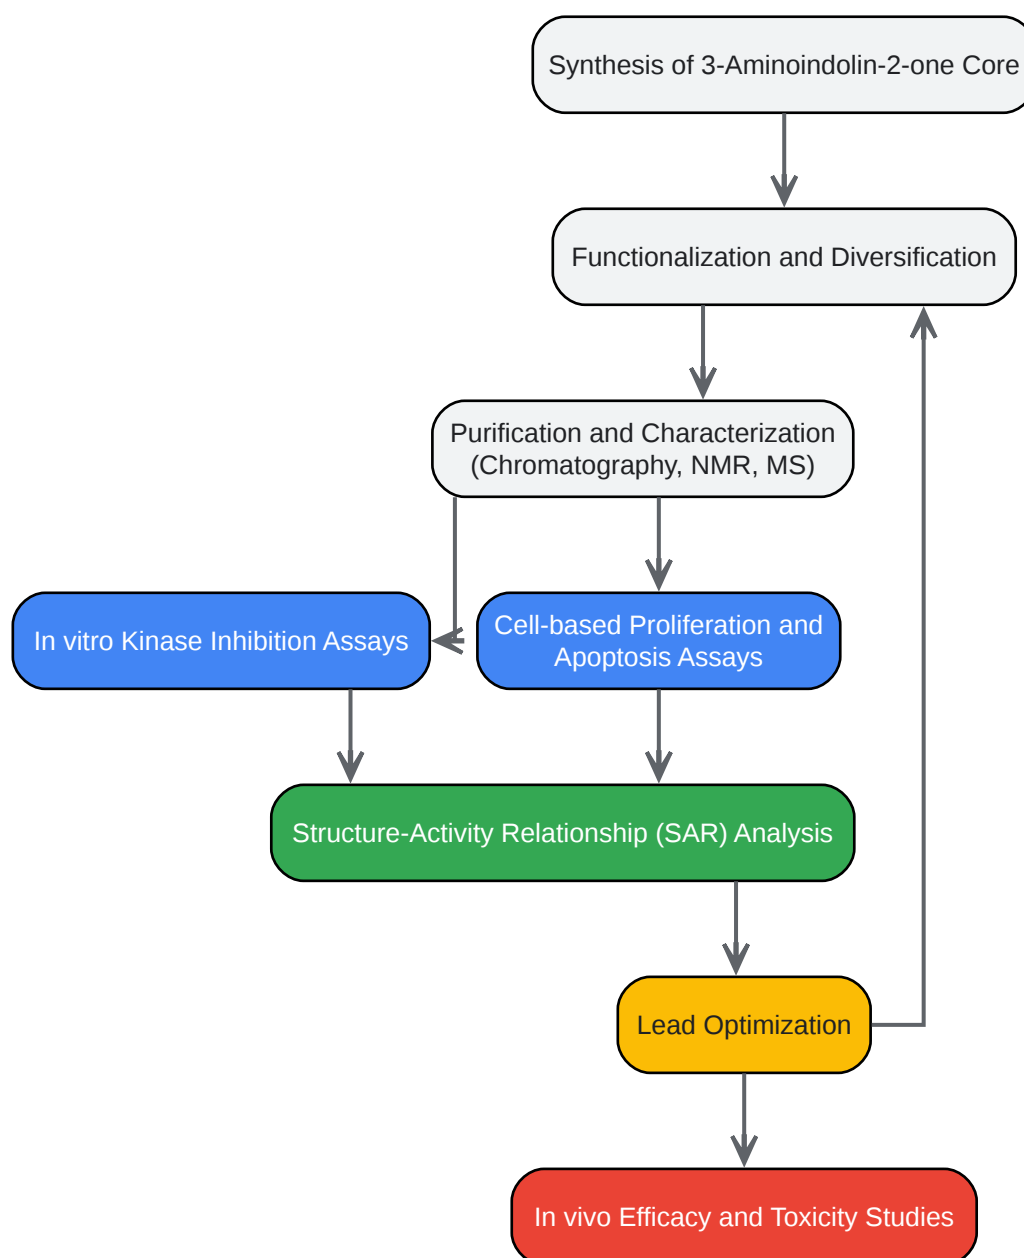 Synthesis of 3-Aminoindolin-2-one Core
Functionalization and Diversification
Purification and Characterization
(Chromatography, NMR, MS)
In vitro Kinase Inhibition Assays
Cell-based Proliferation and
Apoptosis Assays
Structure-Activity Relationship (SAR) Analysis
Lead Optimization
In vivo Efficacy and Toxicity Studies